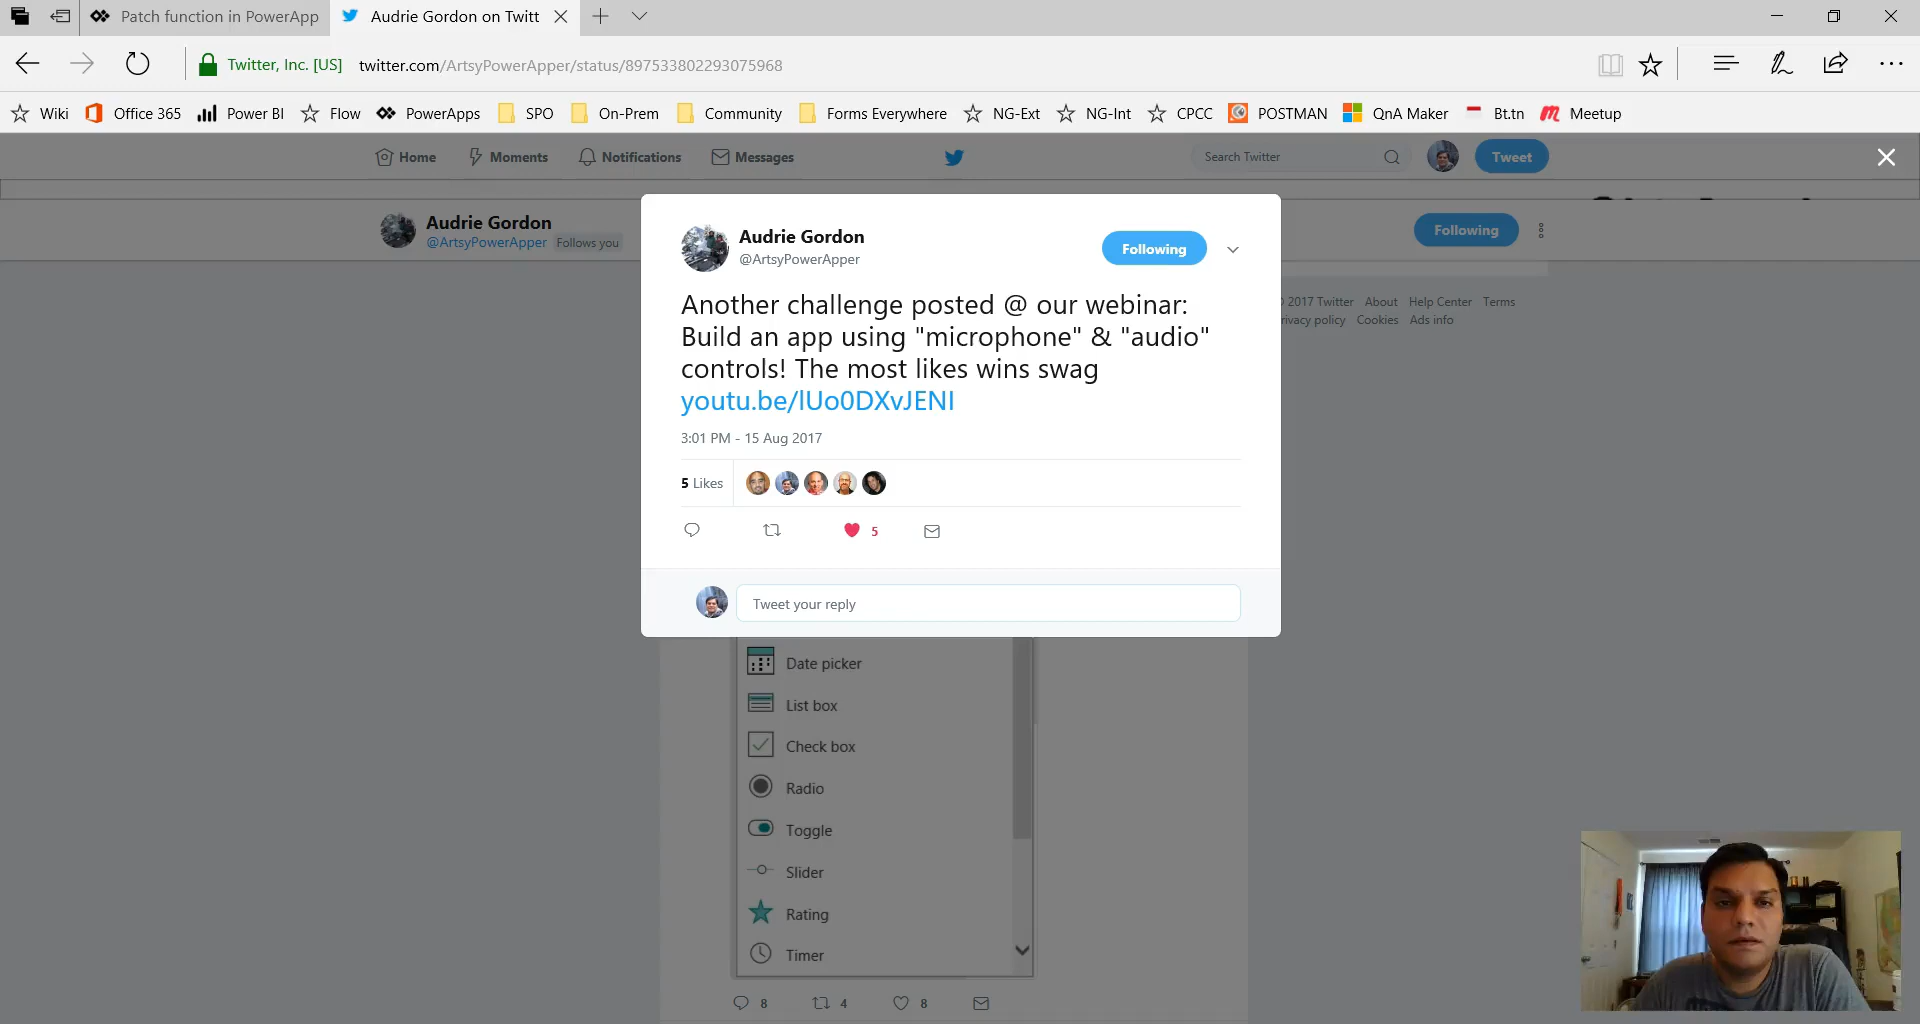 Patch function in PowerApp
Audrie Gordon on Twitt
Twitter, Inc. [US]
twitter.com/ArtsyPowerApper/status/897533802293075968
Wiki
Office 365
Power BI
Flow
PowerApps
SPO
On-Prem
Community
Forms Everywhere
NG-Ext
NG-Int
CPCC
POSTMAN
QnA Maker
Bt.tn
Meetup
Home
Moments
Notifications
Messages
Search Twitter
Tweet
Audrie Gordon
@ArtsyPowerApper Follows you
Following
Audrie Gordon
@ArtsyPowerApper
Following
Another challenge posted @ our webinar:
Build an app using "microphone" & "audio"
controls! The most likes wins swag
youtu.be/lUo0DXvJENI
3:01 PM - 15 Aug 2017
5 Likes
5
Tweet your reply
2017 Twitter About Help Center Terms
rivacy policy Cookies Ads info
Date picker
List box
Check box
Radio
Toggle
Slider
Rating
Timer
8
4
8